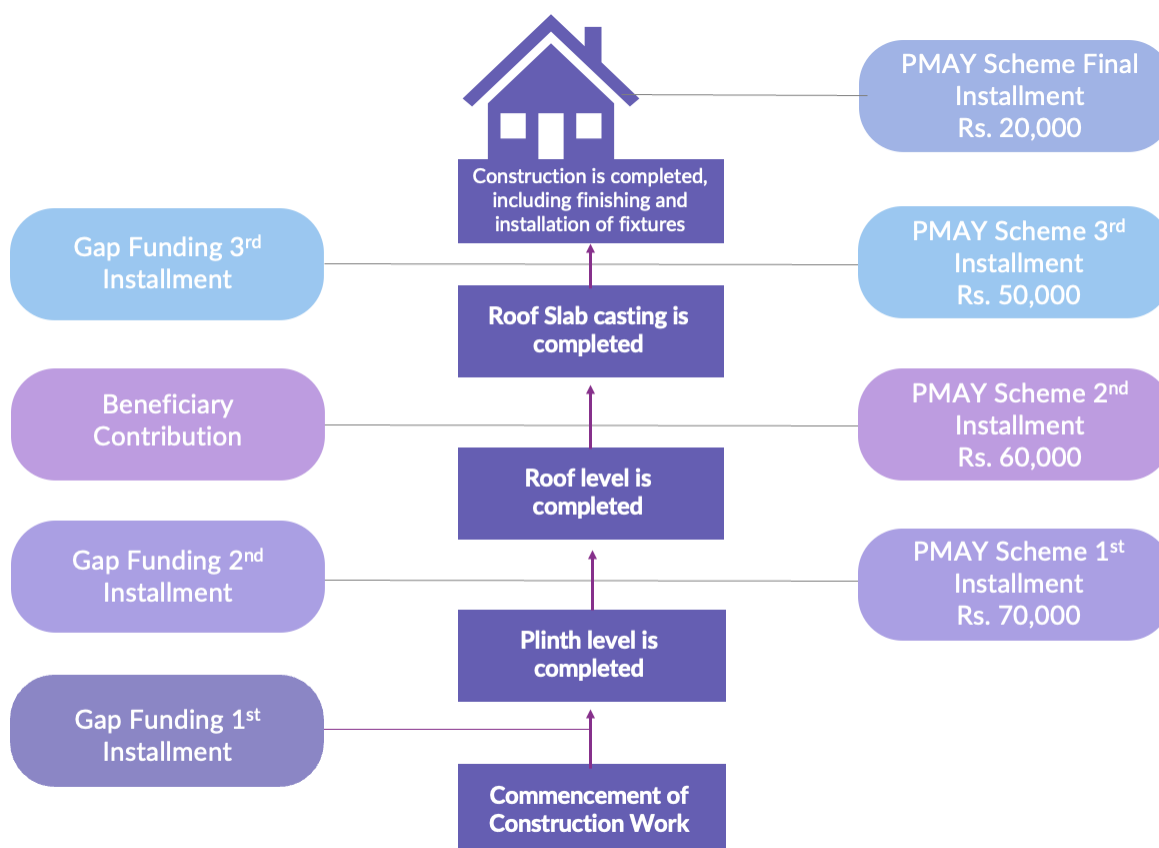 PMAY Scheme Final
Installment
Rs. 20,000
Construction is completed,
including finishing and
installation of fixtures
Gap Funding 3rd
Installment
PMAY Scheme 3rd
Installment
Rs. 50,000
Roof Slab casting is
completed
Beneficiary
Contribution
PMAY Scheme 2nd
Installment
Rs. 60,000
Roof level is
completed
Gap Funding 2nd
Installment
PMAY Scheme 1st
Installment
Rs. 70,000
Plinth level is
completed
Gap Funding 1st
Installment
Commencement of
Construction Work